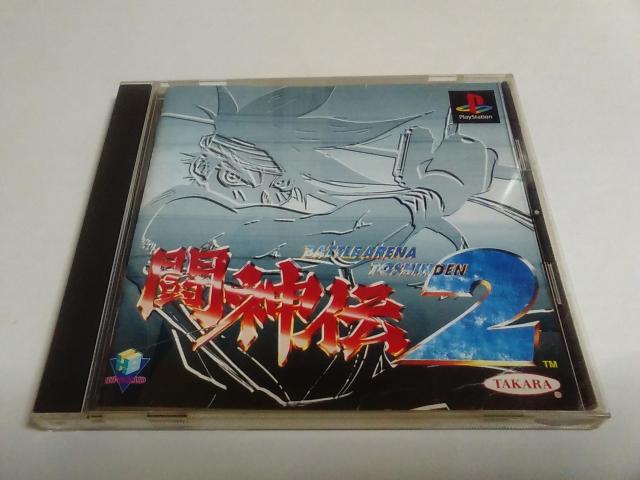 PlayStation
BATTLE ARENA
TOSHINDEN
闘神伝2
TM
TAKARA
®